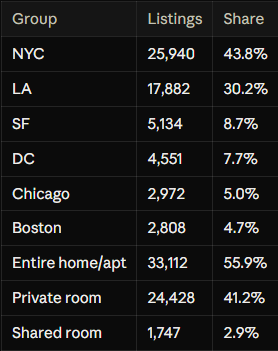 Group Listings Share
NYC 25,940 43.8%
LA 17,882 30.2%
SF 5,134 8.7%
DC 4,551 7.7%
Chicago 2,972 5.0%
Boston 2,808 4.7%
Entire home/apt 33,112 55.9%
Private room 24,428 41.2%
Shared room 1,747 2.9%